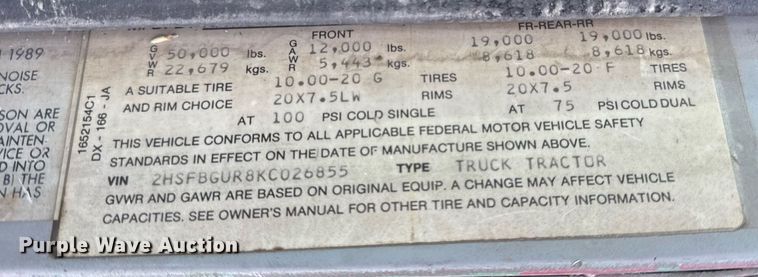 1989
NOISE
CKS.
SON ARE
OVAL OR
AINTEN-
VICE OR
D INTO
B) THE
N HAS
1652154C1
DX - 166 - JA
FRONT FR-REAR-RR
GVWR 50,000 lbs. GAWR 12,000 lbs. 19,000 19,000 lbs.
22,679 kgs. 5,443 kgs. 8,618 8,618 kgs.
A SUITABLE TIRE 10.00-20 G TIRES 10.00-20 F TIRES
AND RIM CHOICE 20X7.5LW RIMS 20X7.5 RIMS
AT 100 PSI COLD SINGLE AT 75 PSI COLD DUAL
THIS VEHICLE CONFORMS TO ALL APPLICABLE FEDERAL MOTOR VEHICLE SAFETY
STANDARDS IN EFFECT ON THE DATE OF MANUFACTURE SHOWN ABOVE.
VIN 2HSFBGUR8KC026855 TYPE TRUCK TRACTOR
GVWR AND GAWR ARE BASED ON ORIGINAL EQUIP. A CHANGE MAY AFFECT VEHICLE
CAPACITIES. SEE OWNER'S MANUAL FOR OTHER TIRE AND CAPACITY INFORMATION.
Purple Wave Auction